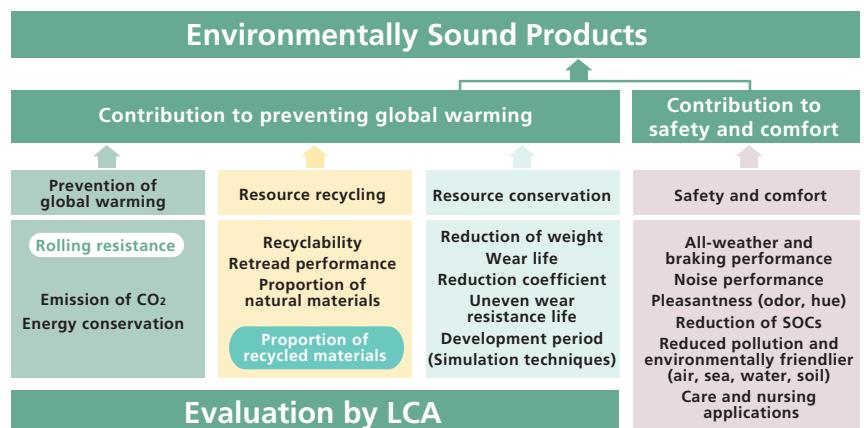 Environmentally Sound Products
Contribution to preventing global warming
Contribution to
safety and comfort
Prevention of
global warming
Rolling resistance
Emission of CO₂
Energy conservation
Resource recycling
Recyclability
Retread performance
Proportion of
natural materials
Proportion of
recycled materials
Resource conservation
Reduction of weight
Wear life
Reduction coefficient
Uneven wear
resistance life
Development period
(Simulation techniques)
Safety and comfort
All-weather and
braking performance
Noise performance
Pleasantness (odor, hue)
Reduction of SOCs
Reduced pollution and
environmentally friendlier
(air, sea, water, soil)
Care and nursing
applications
Evaluation by LCA